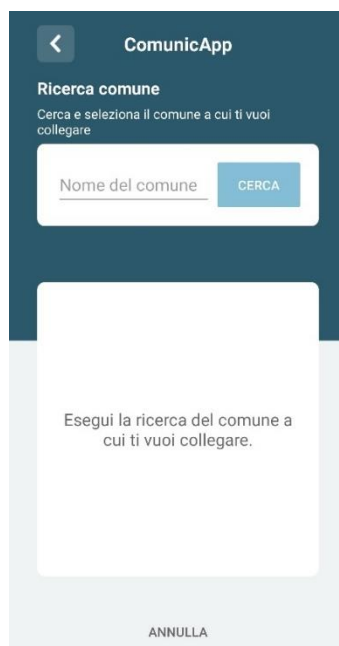 ComunicApp
Ricerca comune
Cerca e seleziona il comune a cui ti vuoi
collegare
Nome del comune
CERCA
Esegui la ricerca del comune a
cui ti vuoi collegare.
ANNULLA